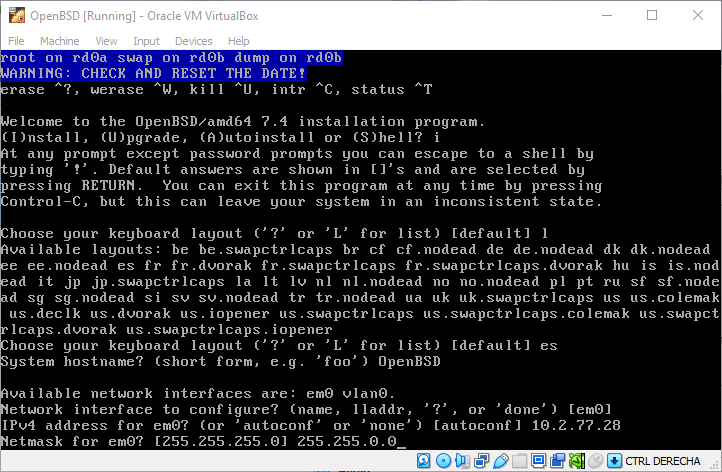 OpenBSD [Running] - Oracle VM VirtualBox
File Machine View Input Devices Help
root on rd0a swap on rd0b dump on rd0b
WARNING: CHECK AND RESET THE DATE!
erase ^?, werase ^W, kill ^U, intr ^C, status ^T
Welcome to the OpenBSD/amd64 7.4 installation program.
(I)nstall, (U)pgrade, (A)utoinstall or (S)hell? i
At any prompt except password prompts you can escape to a shell by
typing '!'. Default answers are shown in []'s and are selected by
pressing RETURN.  You can exit this program at any time by pressing
Control-C, but this can leave your system in an inconsistent state.
Choose your keyboard layout ('?' or 'L' for list) [default] l
Available layouts: be be.swapctrlcaps br cf cf.nodead de de.nodead dk dk.nodead
ee ee.nodead es fr fr.dvorak fr.swapctrlcaps fr.swapctrlcaps.dvorak hu is is.nod
ead it jp jp.swapctrlcaps la lt lv nl nl.nodead no no.nodead pl pt ru sf sf.node
ad sg sg.nodead si sv sv.nodead tr tr.nodead ua uk uk.swapctrlcaps us us.colemak
us.declk us.dvorak us.iopener us.swapctrlcaps us.swapctrlcaps.colemak us.swapct
rlcaps.dvorak us.swapctrlcaps.iopener
Choose your keyboard layout ('?' or 'L' for list) [default] es
System hostname? (short form, e.g. 'foo') OpenBSD
Available network interfaces are: em0 vlan0.
Network interface to configure? (name, lladdr, '?', or 'done') [em0]
IPv4 address for em0? (or 'autoconf' or 'none') [autoconf] 10.2.77.28
Netmask for em0? [255.255.255.0] 255.255.0.0_
CTRL DERECHA